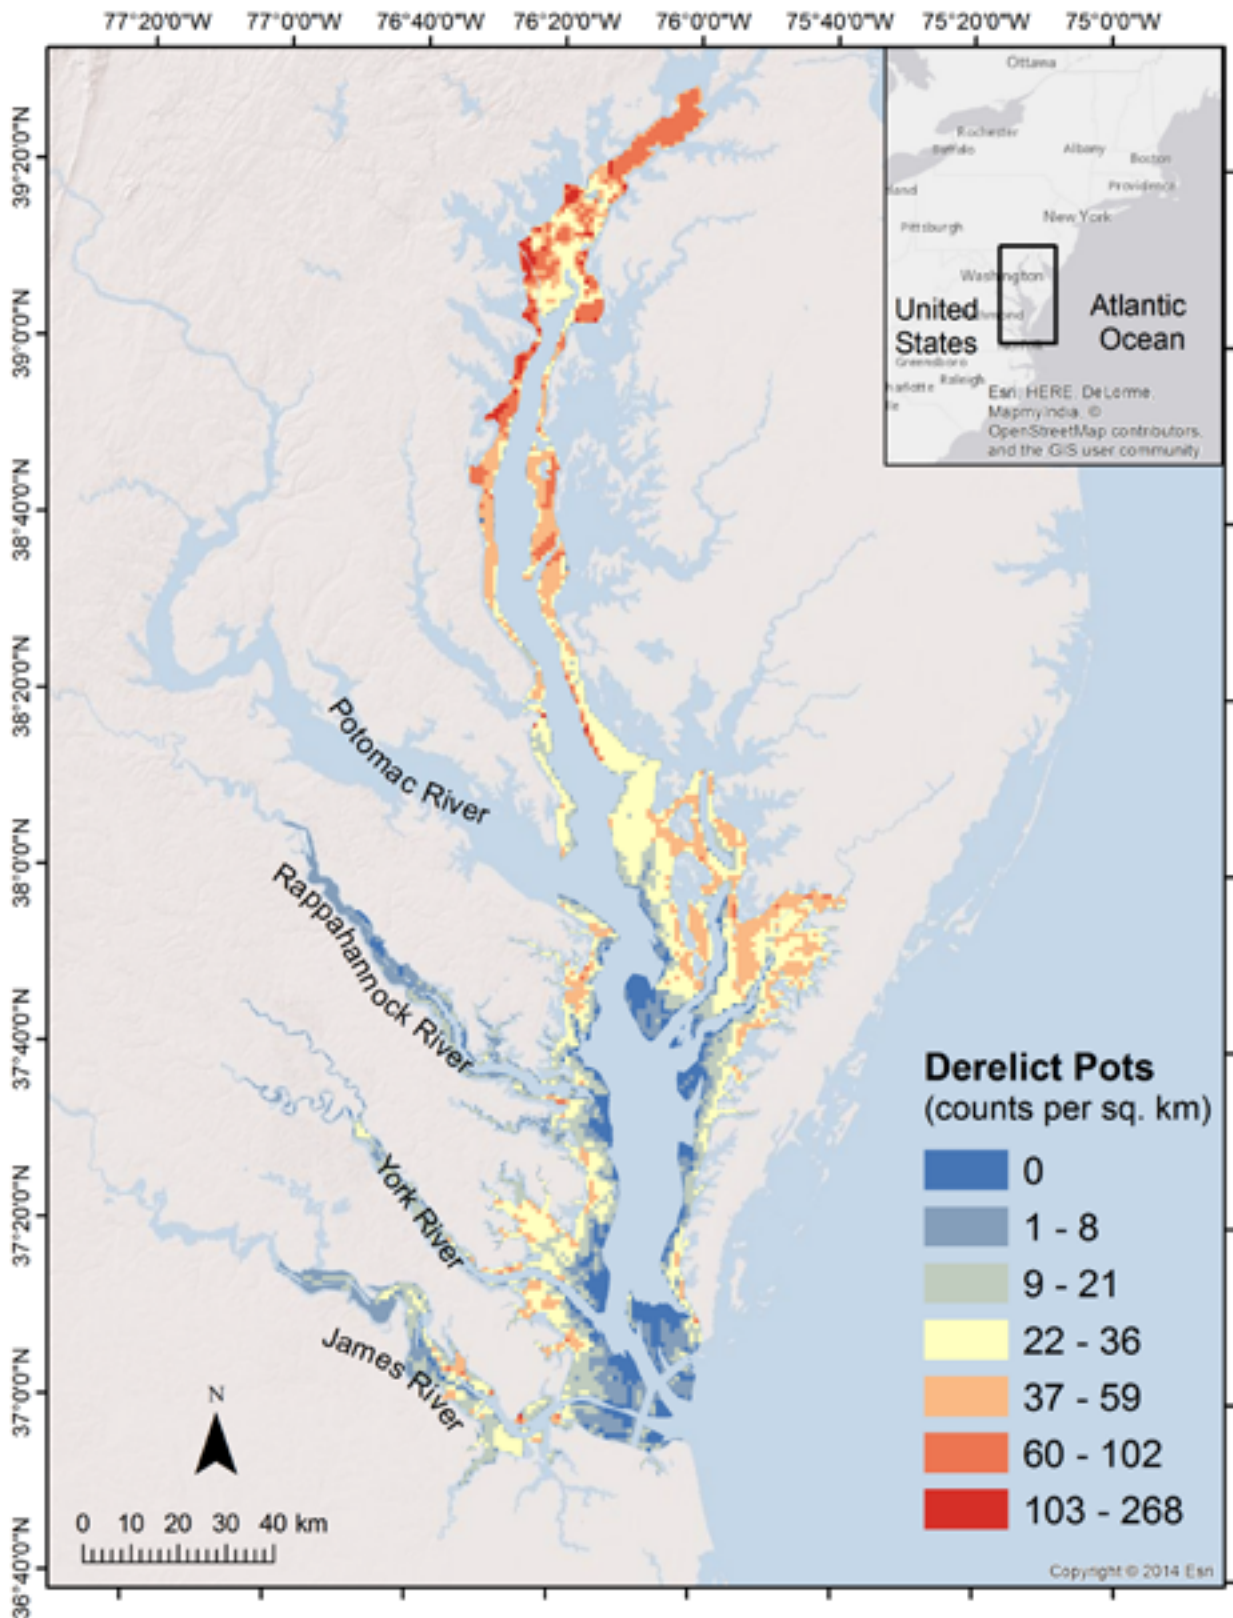 77°20'0"W 77°0'0"W 76°40'0"W 76°20'0"W 76°0'0"W 75°40'0"W 75°20'0"W 75°0'0"W
39°20'0"N
39°0'0"N
38°40'0"N
38°20'0"N
38°0'0"N
37°40'0"N
37°20'0"N
37°0'0"N
36°40'0"N
Ottawa
Rochester
Buffalo
Albany
Boston
Providence
New York
Pittsburgh
Washington
United
States
Atlantic
Ocean
Greensboro
Raleigh
Esri, HERE, DeLorme,
MapmyIndia, ©
OpenStreetMap contributors,
and the GIS user community
Potomac River
Rappahannock River
York River
James River
N
0 10 20 30 40 km
Derelict Pots
(counts per sq. km)
0
1 - 8
9 - 21
22 - 36
37 - 59
60 - 102
103 - 268
Copyright © 2014 Esri